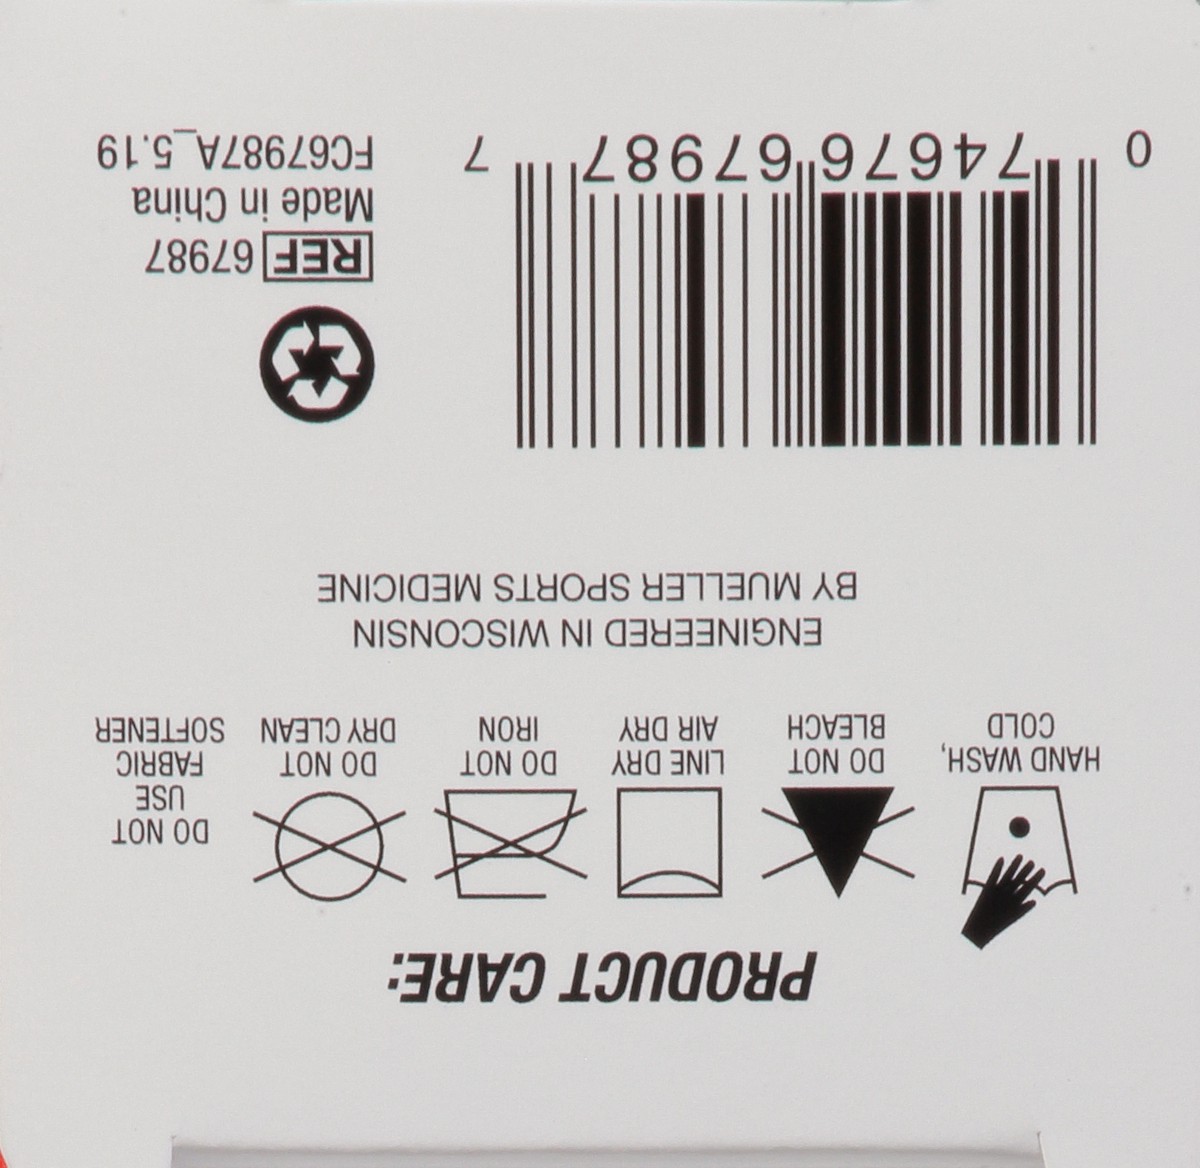 PRODUCT CARE:
HAND WASH,
COLD
DO NOT
BLEACH
LINE DRY
AIR DRY
DO NOT
IRON
DO NOT
DRY CLEAN
DO NOT
USE
FABRIC
SOFTENER
ENGINEERED IN WISCONSIN
BY MUELLER SPORTS MEDICINE
0 74676 67987 7
REF 67987
Made in China
FC67987A_5.19